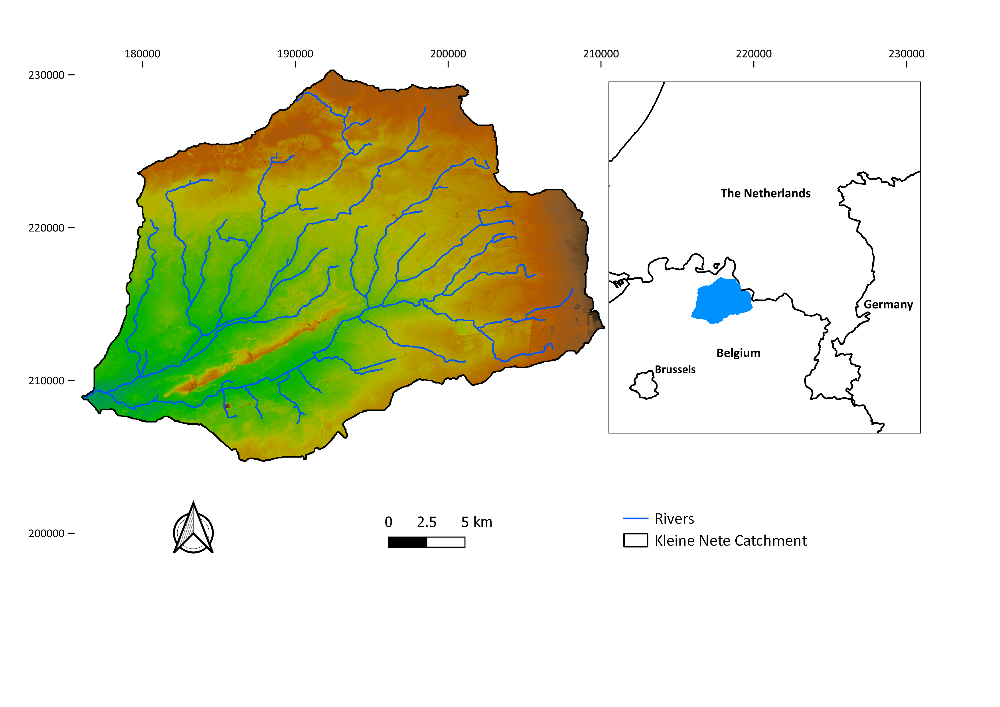 180000 190000 200000 210000 220000 230000
230000
220000
210000
200000
The Netherlands
Germany
Belgium
Brussels
0 2.5 5 km
Rivers
Kleine Nete Catchment